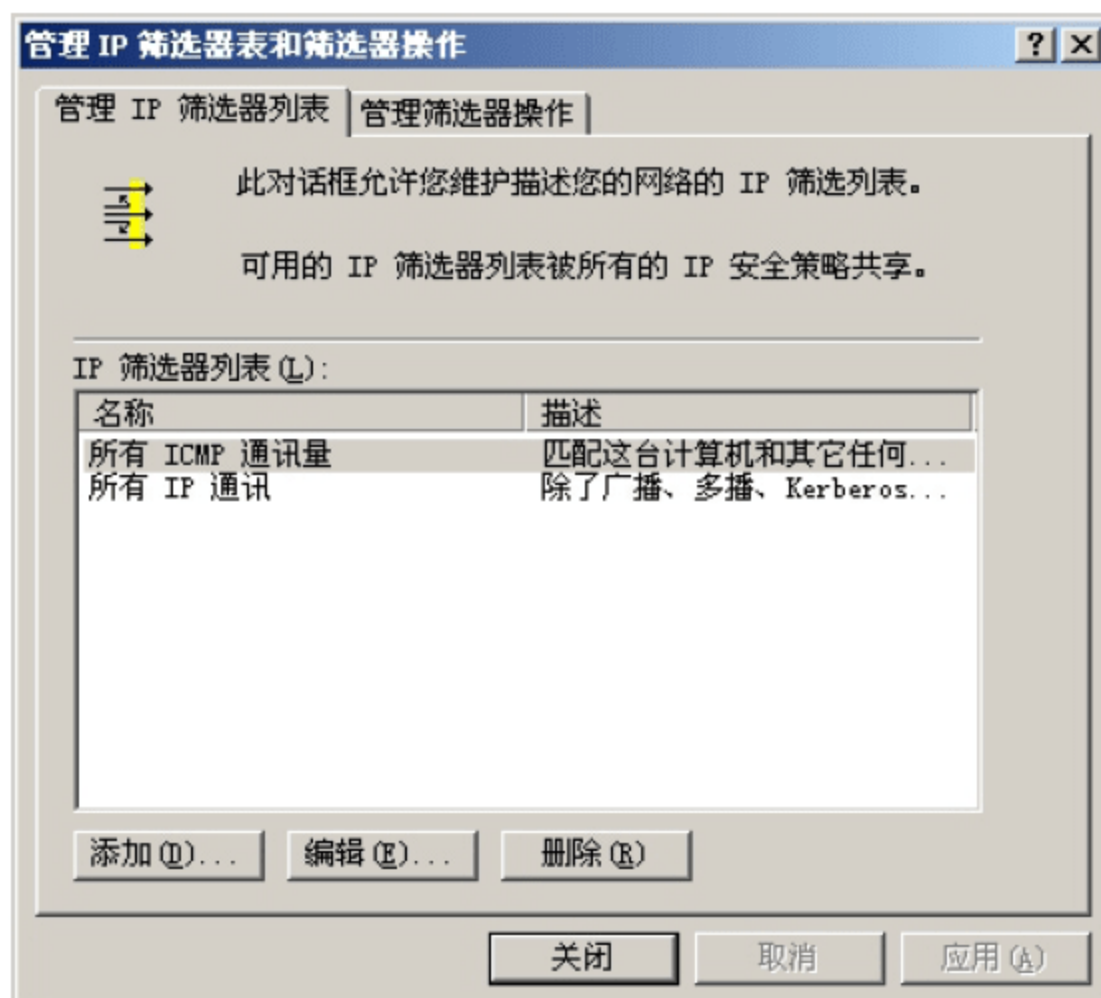 管理 IP 筛选器表和筛选器操作
管理 IP 筛选器列表 管理筛选器操作
此对话框允许您维护描述您的网络的 IP 筛选列表。
可用的 IP 筛选器列表被所有的 IP 安全策略共享。
IP 筛选器列表(L):
名称 描述
所有 ICMP 通讯量 匹配这台计算机和其它任何...
所有 IP 通讯 除了广播、多播、Kerberos...
添加(D)... 编辑(E)... 册除(R)
关闭 取消 应用(A)